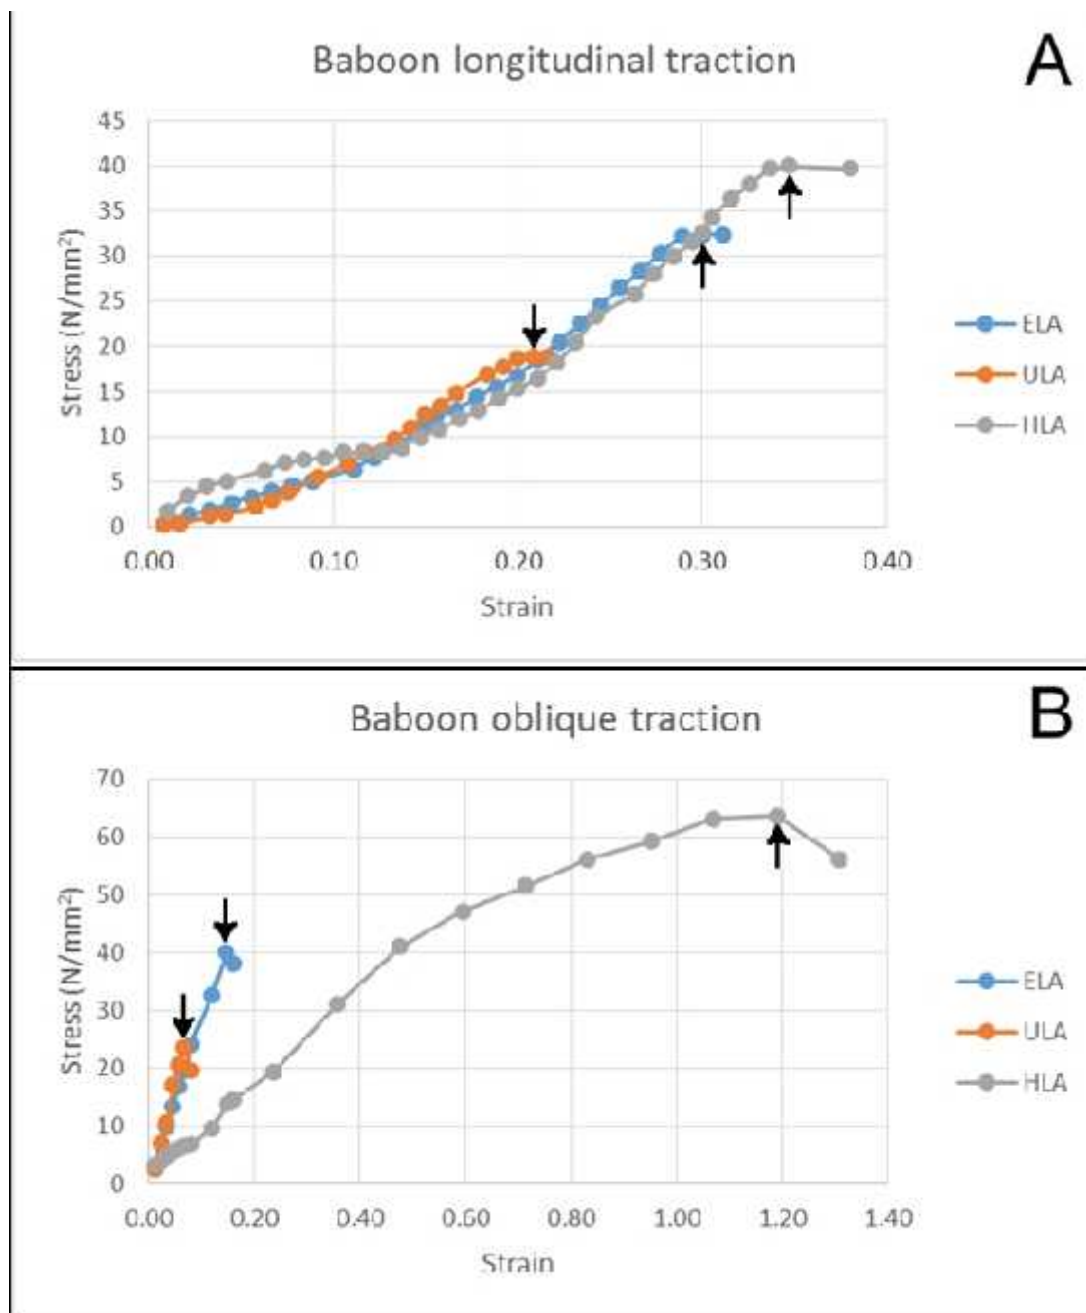 Baboon longitudinal traction
A
Stress (N/mm²)
45
40
35
30
25
20
15
10
5
0
0.00 0.10 0.20 0.30 0.40
Strain
ELA
ULA
HLA
Baboon oblique traction
B
Stress (N/mm²)
70
60
50
40
30
20
10
0
0.00 0.20 0.40 0.60 0.80 1.00 1.20 1.40
Strain
ELA
ULA
HLA